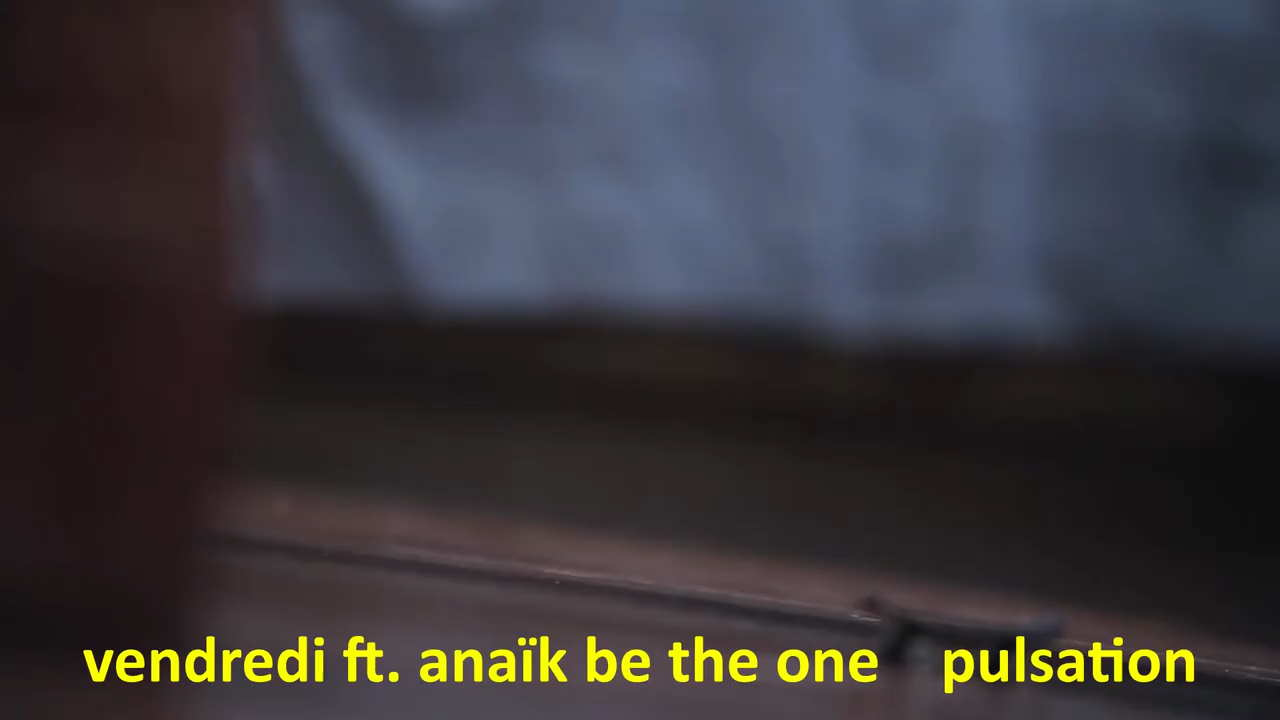 vendredi ft. anaïk be the one pulsation